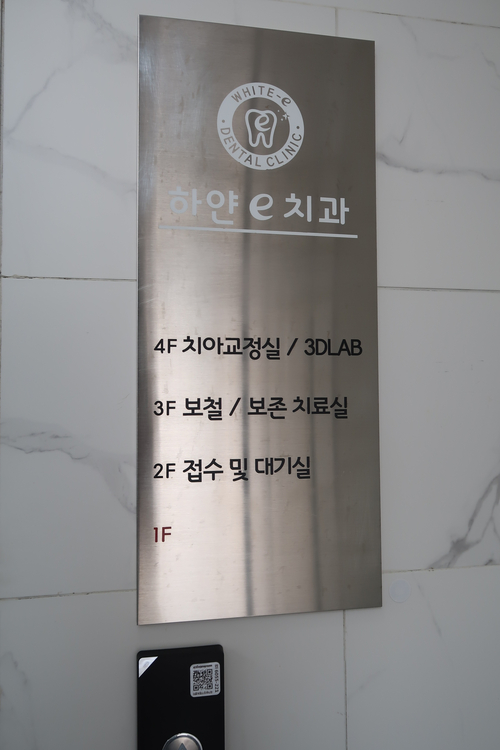 WHITE-e
DENTAL CLINIC
하얀 e 치과
4F 치아교정실 / 3DLAB
3F 보철 / 보존 치료실
2F 접수 및 대기실
1F